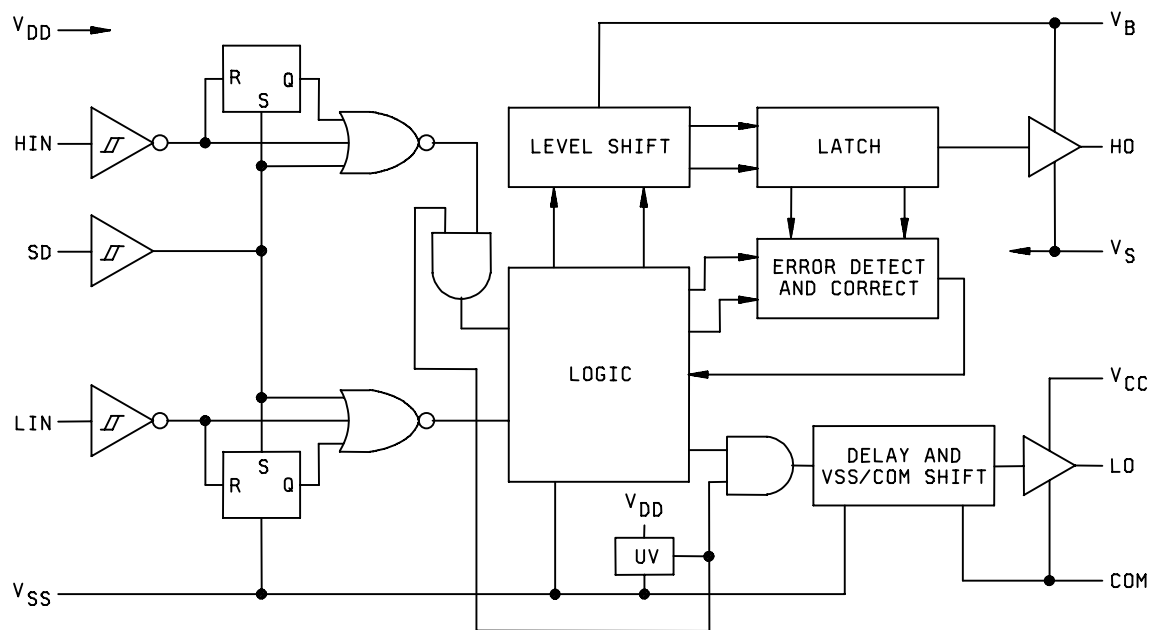 VDD
VB
R
Q
S
HIN
LEVEL SHIFT
LATCH
HO
SD
VS
ERROR DETECT
AND CORRECT
LOGIC
VCC
LIN
S
R
Q
DELAY AND
VSS/COM SHIFT
LO
VDD
UV
VSS
COM